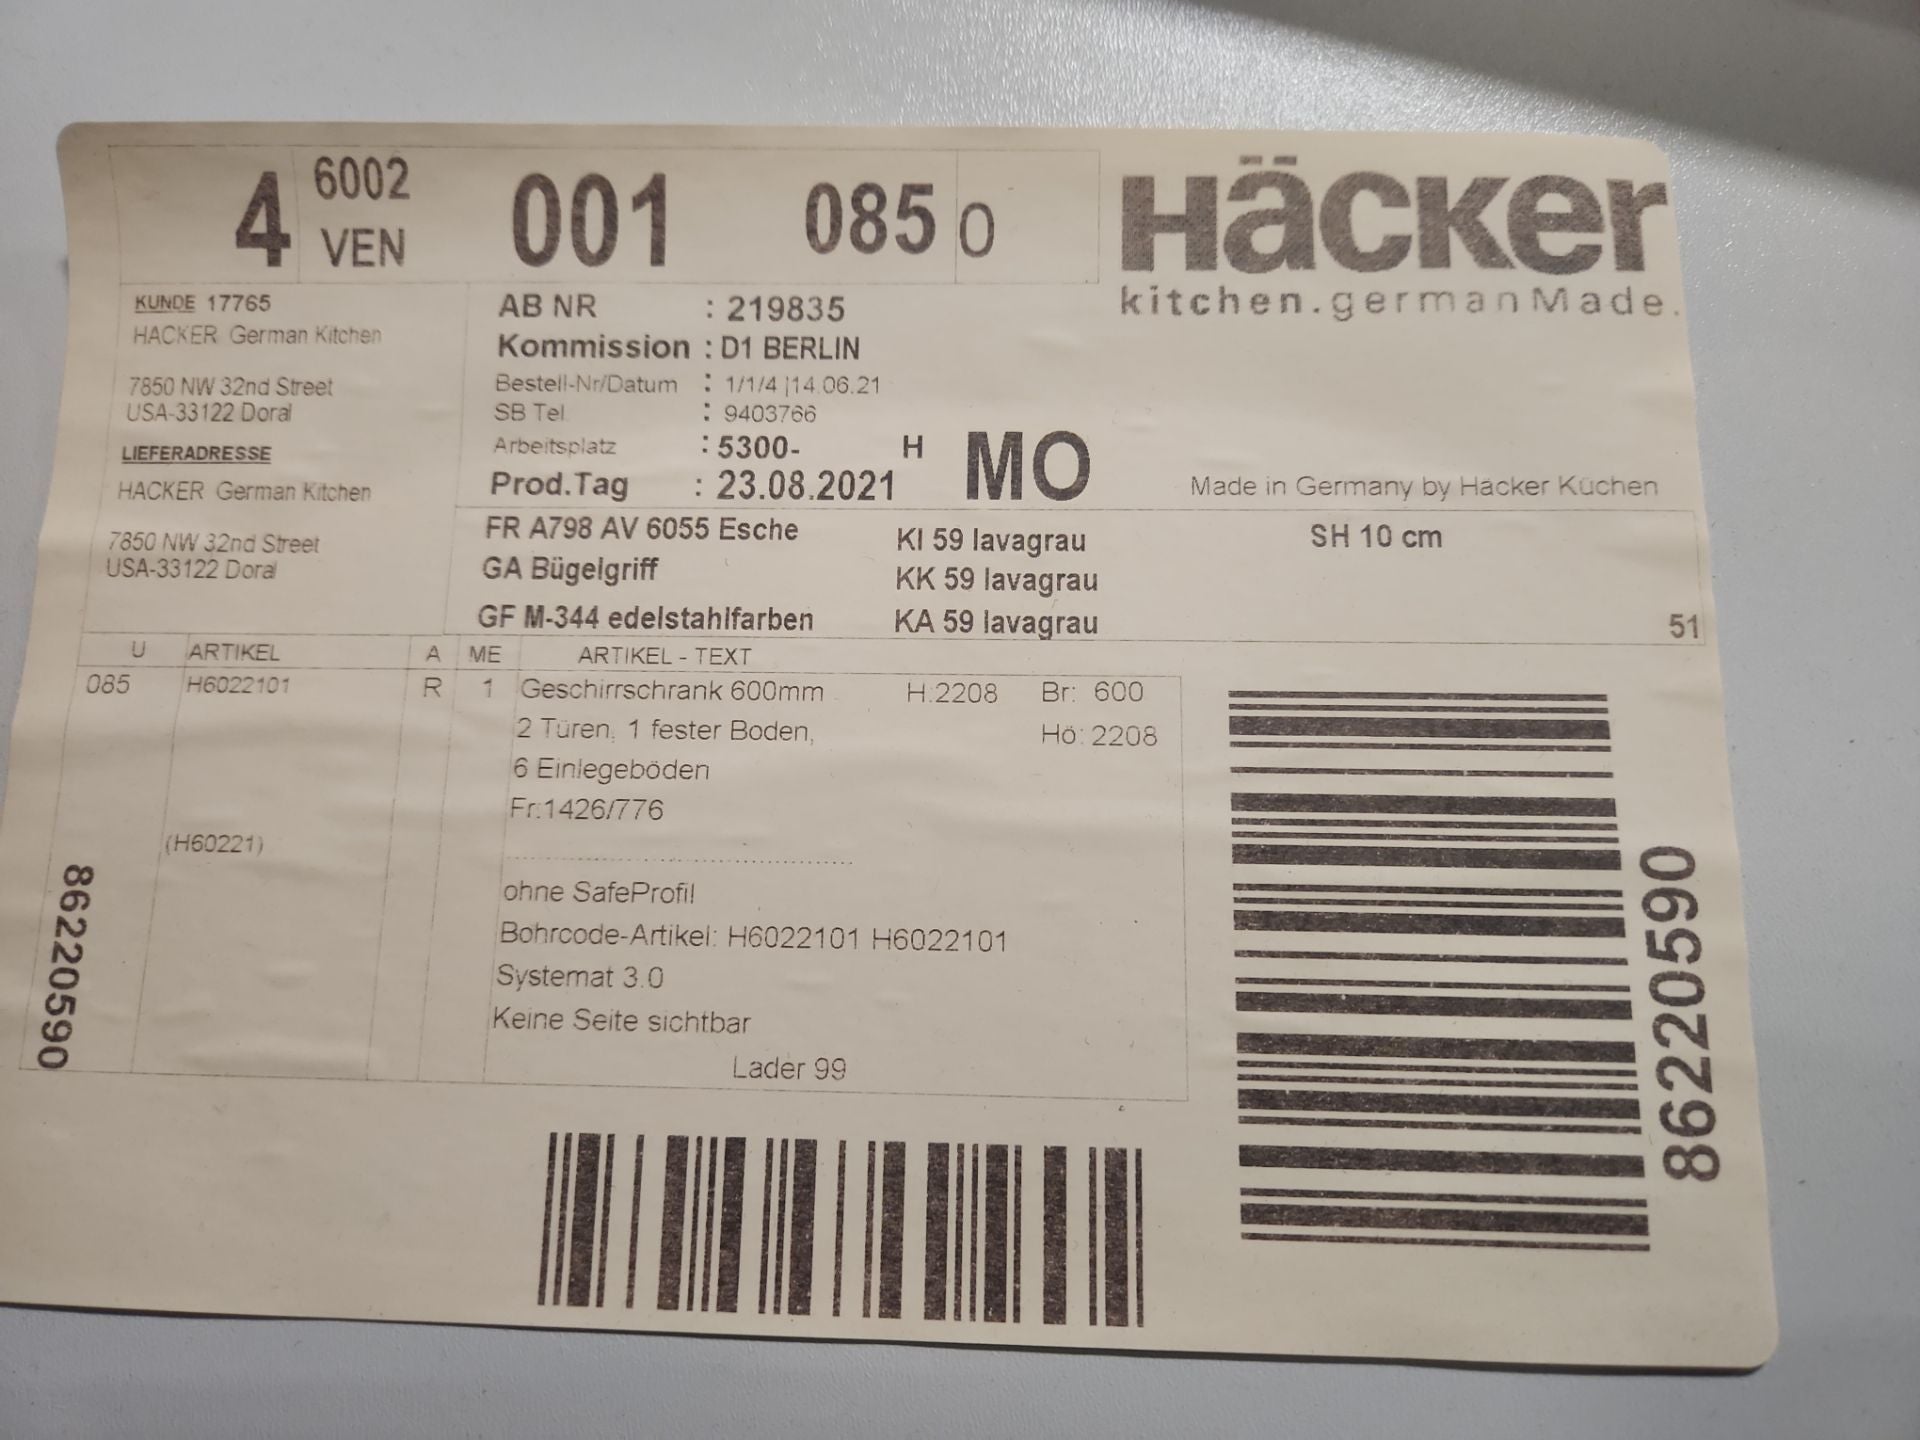 4 6002 001 085 0
VEN
Häcker
kitchen.germanMade.
KUNDE 17765
HACKER German Kitchen
7850 NW 32nd Street
USA-33122 Doral
LIEFERADRESSE
HACKER German Kitchen
7850 NW 32nd Street
USA-33122 Doral
AB NR : 219835
Kommission : D1 BERLIN
Bestell-Nr/Datum : 1/1/4 |14.06.21
SB Tel. : 9403766
Arbeitsplatz : 5300- H MO
Prod.Tag : 23.08.2021
Made in Germany by Häcker Küchen
FR A798 AV 6055 Esche KI 59 lavagrau SH 10 cm
GA Bügelgriff KK 59 lavagrau
GF M-344 edelstahlfarben KA 59 lavagrau 51
U ARTIKEL A ME ARTIKEL - TEXT
085 H6022101 R 1 Geschirrschrank 600mm H:2208 Br: 600
2 Türen, 1 fester Boden, Hö: 2208
6 Einlegeböden
Fr:1426/776
(H60221)
ohne SafeProfil
Bohrcode-Artikel: H6022101 H6022101
Systemat 3.0
Keine Seite sichtbar
Lader 99
86220590
86220590